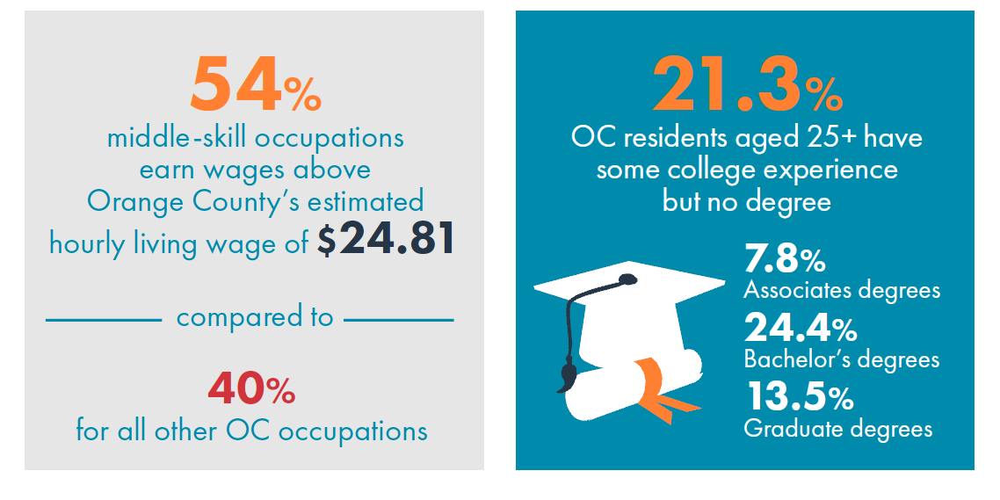 54%
middle-skill occupations
earn wages above
Orange County's estimated
hourly living wage of $24.81
compared to
40%
for all other OC occupations
21.3%
OC residents aged 25+ have
some college experience
but no degree
7.8%
Associates degrees
24.4%
Bachelor's degrees
13.5%
Graduate degrees